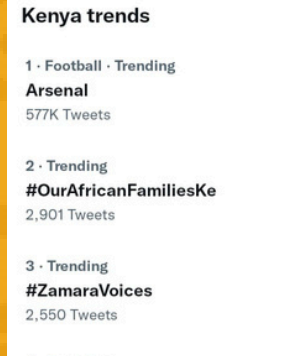 Kenya trends
1 · Football · Trending
Arsenal
577K Tweets
2 · Trending
#OurAfricanFamiliesKe
2,901 Tweets
3 · Trending
#ZamaraVoices
2,550 Tweets